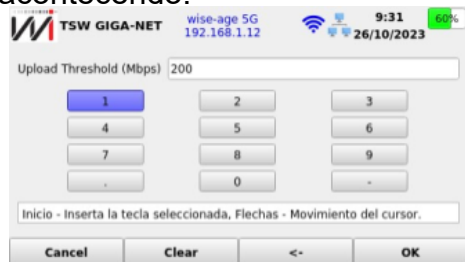 acontecendo.
TSW GIGA-NET wise-age 5G 9:31 60%
192.168.1.12 26/10/2023
Upload Threshold (Mbps) 200
1 2 3
4 5 6
7 8 9
. 0 -
Inicio - Inserta la tecla seleccionada, Flechas - Movimiento del cursor.
Cancel Clear <- OK